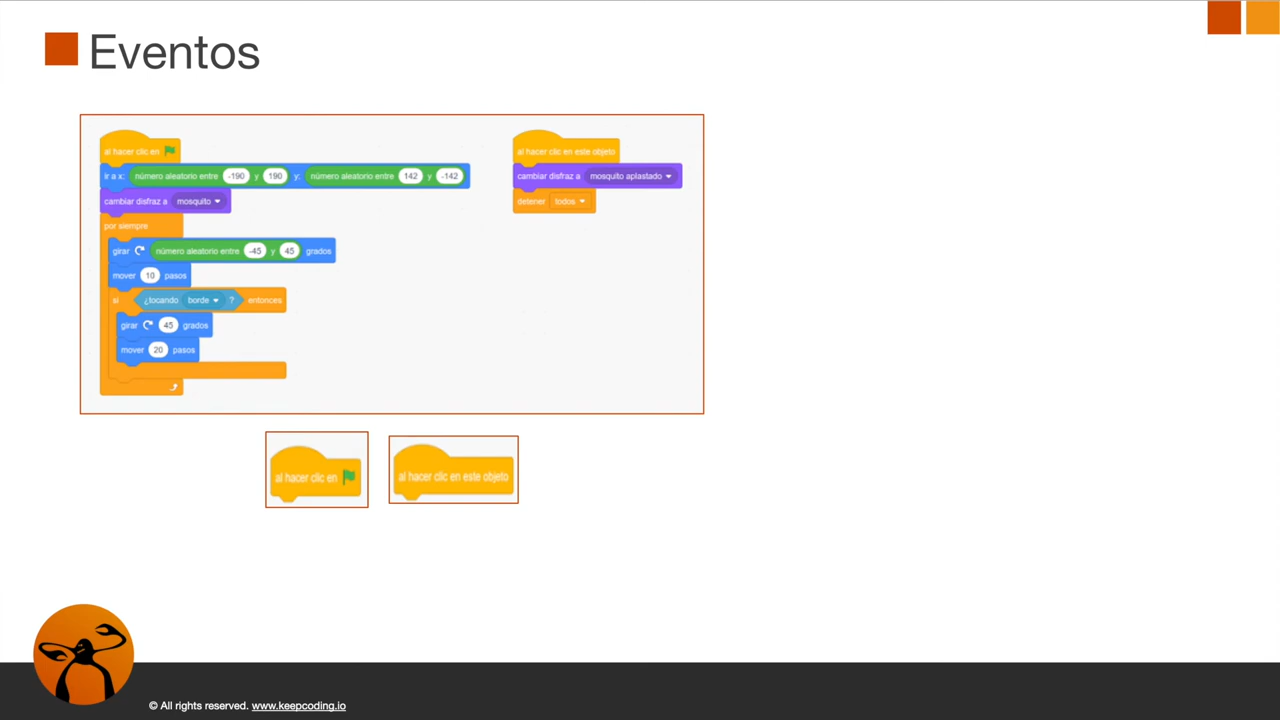 Eventos
al hacer clic en
ir a x: número aleatorio entre -190 y 190 y: número aleatorio entre 142 y -142
cambiar disfraz a mosquito
por siempre
girar número aleatorio entre -45 y 45 grados
mover 10 pasos
si ¿tocando borde ? entonces
girar 45 grados
mover 20 pasos
al hacer clic en este objeto
cambiar disfraz a mosquito aplastado
detener todos
al hacer clic en
al hacer clic en este objeto
© All rights reserved. www.keepcoding.io